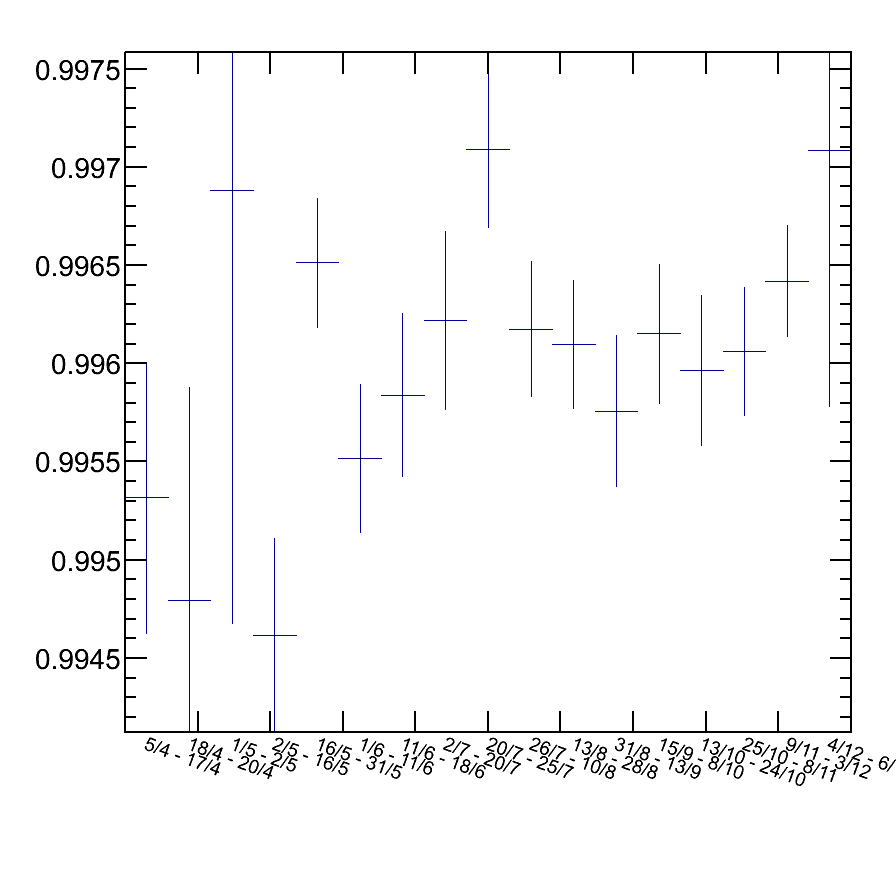 0.9975
0.997
0.9965
0.996
0.9955
0.995
0.9945
5/4 - 17/4
18/4 - 20/4
1/5 - 2/5
2/5 - 16/5
16/5 - 31/5
1/6 - 11/6
11/6 - 18/6
2/7 - 20/7
20/7 - 25/7
26/7 - 10/8
13/8 - 28/8
31/8 - 13/9
15/9 - 8/10
13/10 - 24/10
25/10 - 8/11
9/11 - 3/12
4/12 - 6/